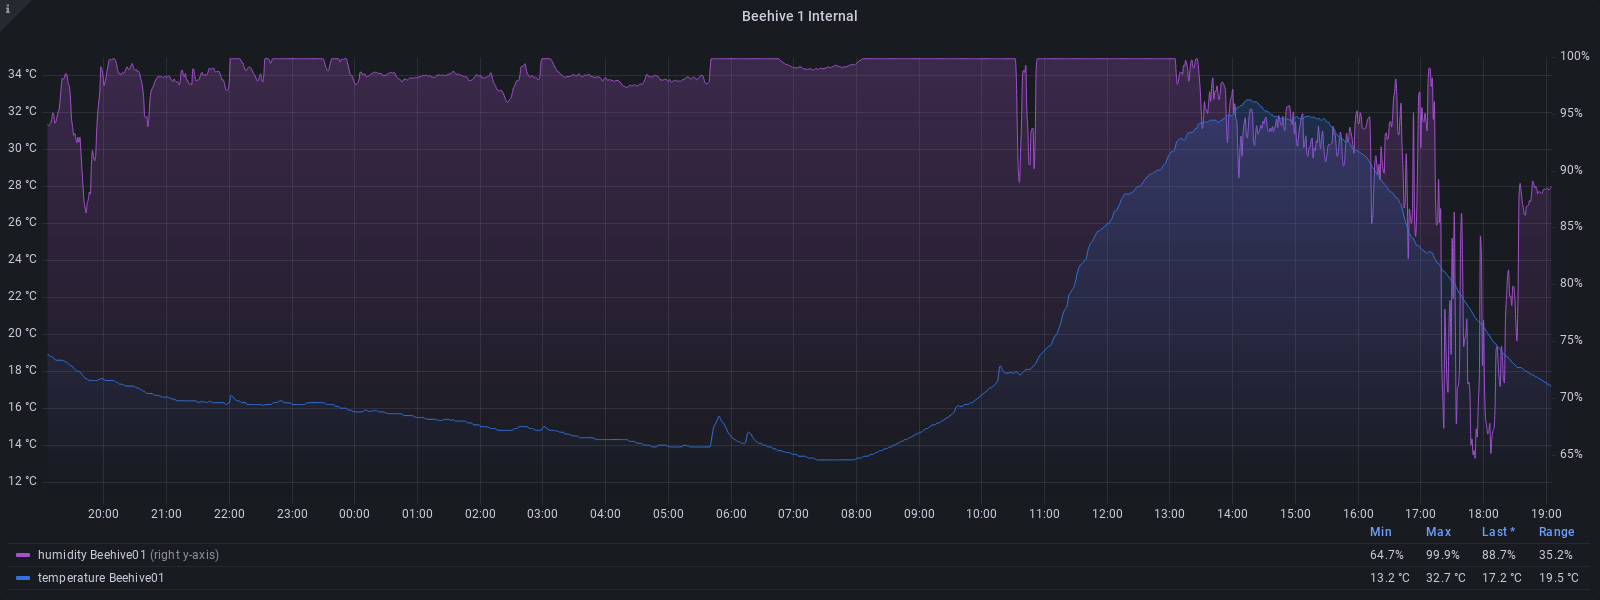 i
Beehive 1 Internal
34 °C
32 °C
30 °C
28 °C
26 °C
24 °C
22 °C
20 °C
18 °C
16 °C
14 °C
12 °C
100%
95%
90%
85%
80%
75%
70%
65%
20:00 21:00 22:00 23:00 00:00 01:00 02:00 03:00 04:00 05:00 06:00 07:00 08:00 09:00 10:00 11:00 12:00 13:00 14:00 15:00 16:00 17:00 18:00 19:00
Min Max Last * Range
humidity Beehive01 (right y-axis) 64.7% 99.9% 88.7% 35.2%
temperature Beehive01 13.2 °C 32.7 °C 17.2 °C 19.5 °C